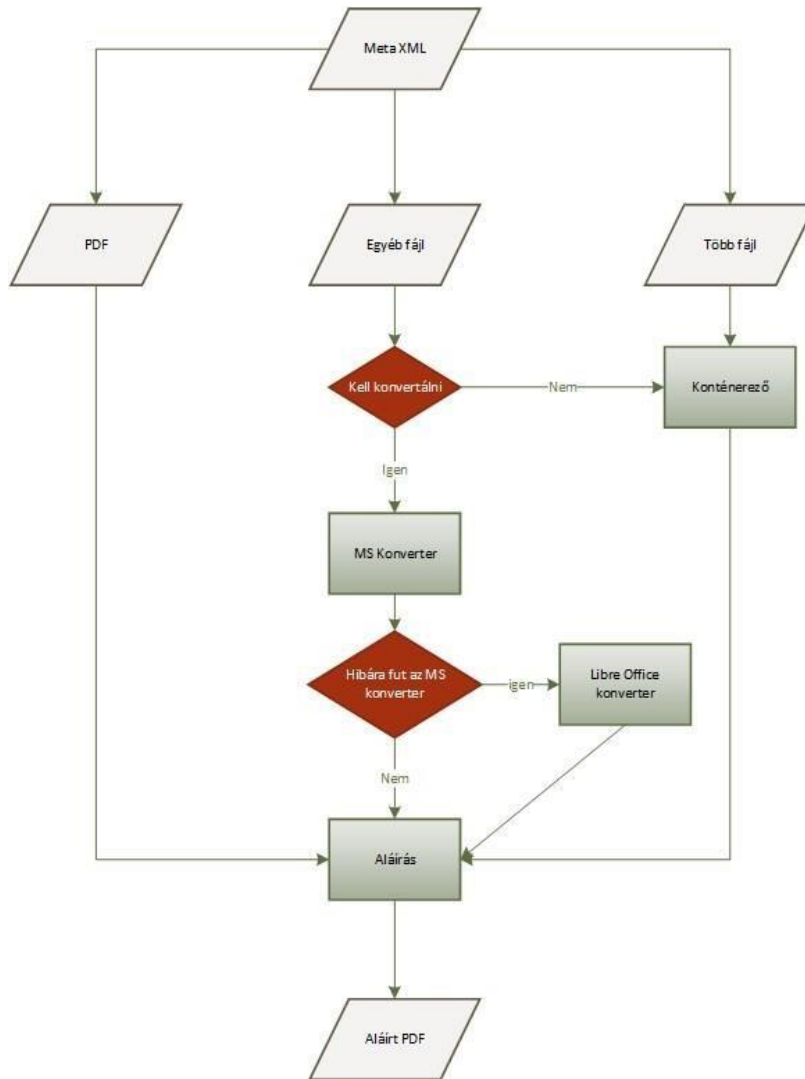 Meta XML
PDF
Egyéb fájl
Több fájl
Kell konvertálni
Nem
Konténerező
Igen
MS Konverter
Hibára fut az MS
konverter
igen
Libre Office
konverter
Nem
Aláírás
Aláírt PDF